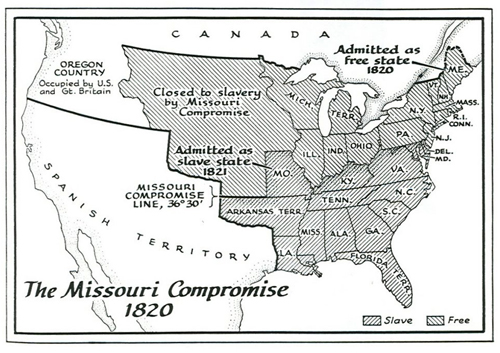 CANADA
OREGON
COUNTRY
Occupied by U.S.
and Gt. Britain
Admitted as
free state
1820
ME.
Closed to slavery
by Missouri
Compromise
MICH.
TERR.
VT.
N.H.
MASS.
N.Y.
R.I.
CONN.
PA.
N.J.
DEL.
MD.
ILL.
IND.
OHIO
Admitted as
slave state
1821
MO.
KY.
VA.
MISSOURI
COMPROMISE
LINE, 36°30'
N.C.
TENN.
ARKANSAS TERR.
S.C.
MISS.
ALA.
GA.
LA.
FLORIDA TERR.
SPANISH TERRITORY
The Missouri Compromise
1820
Slave
Free